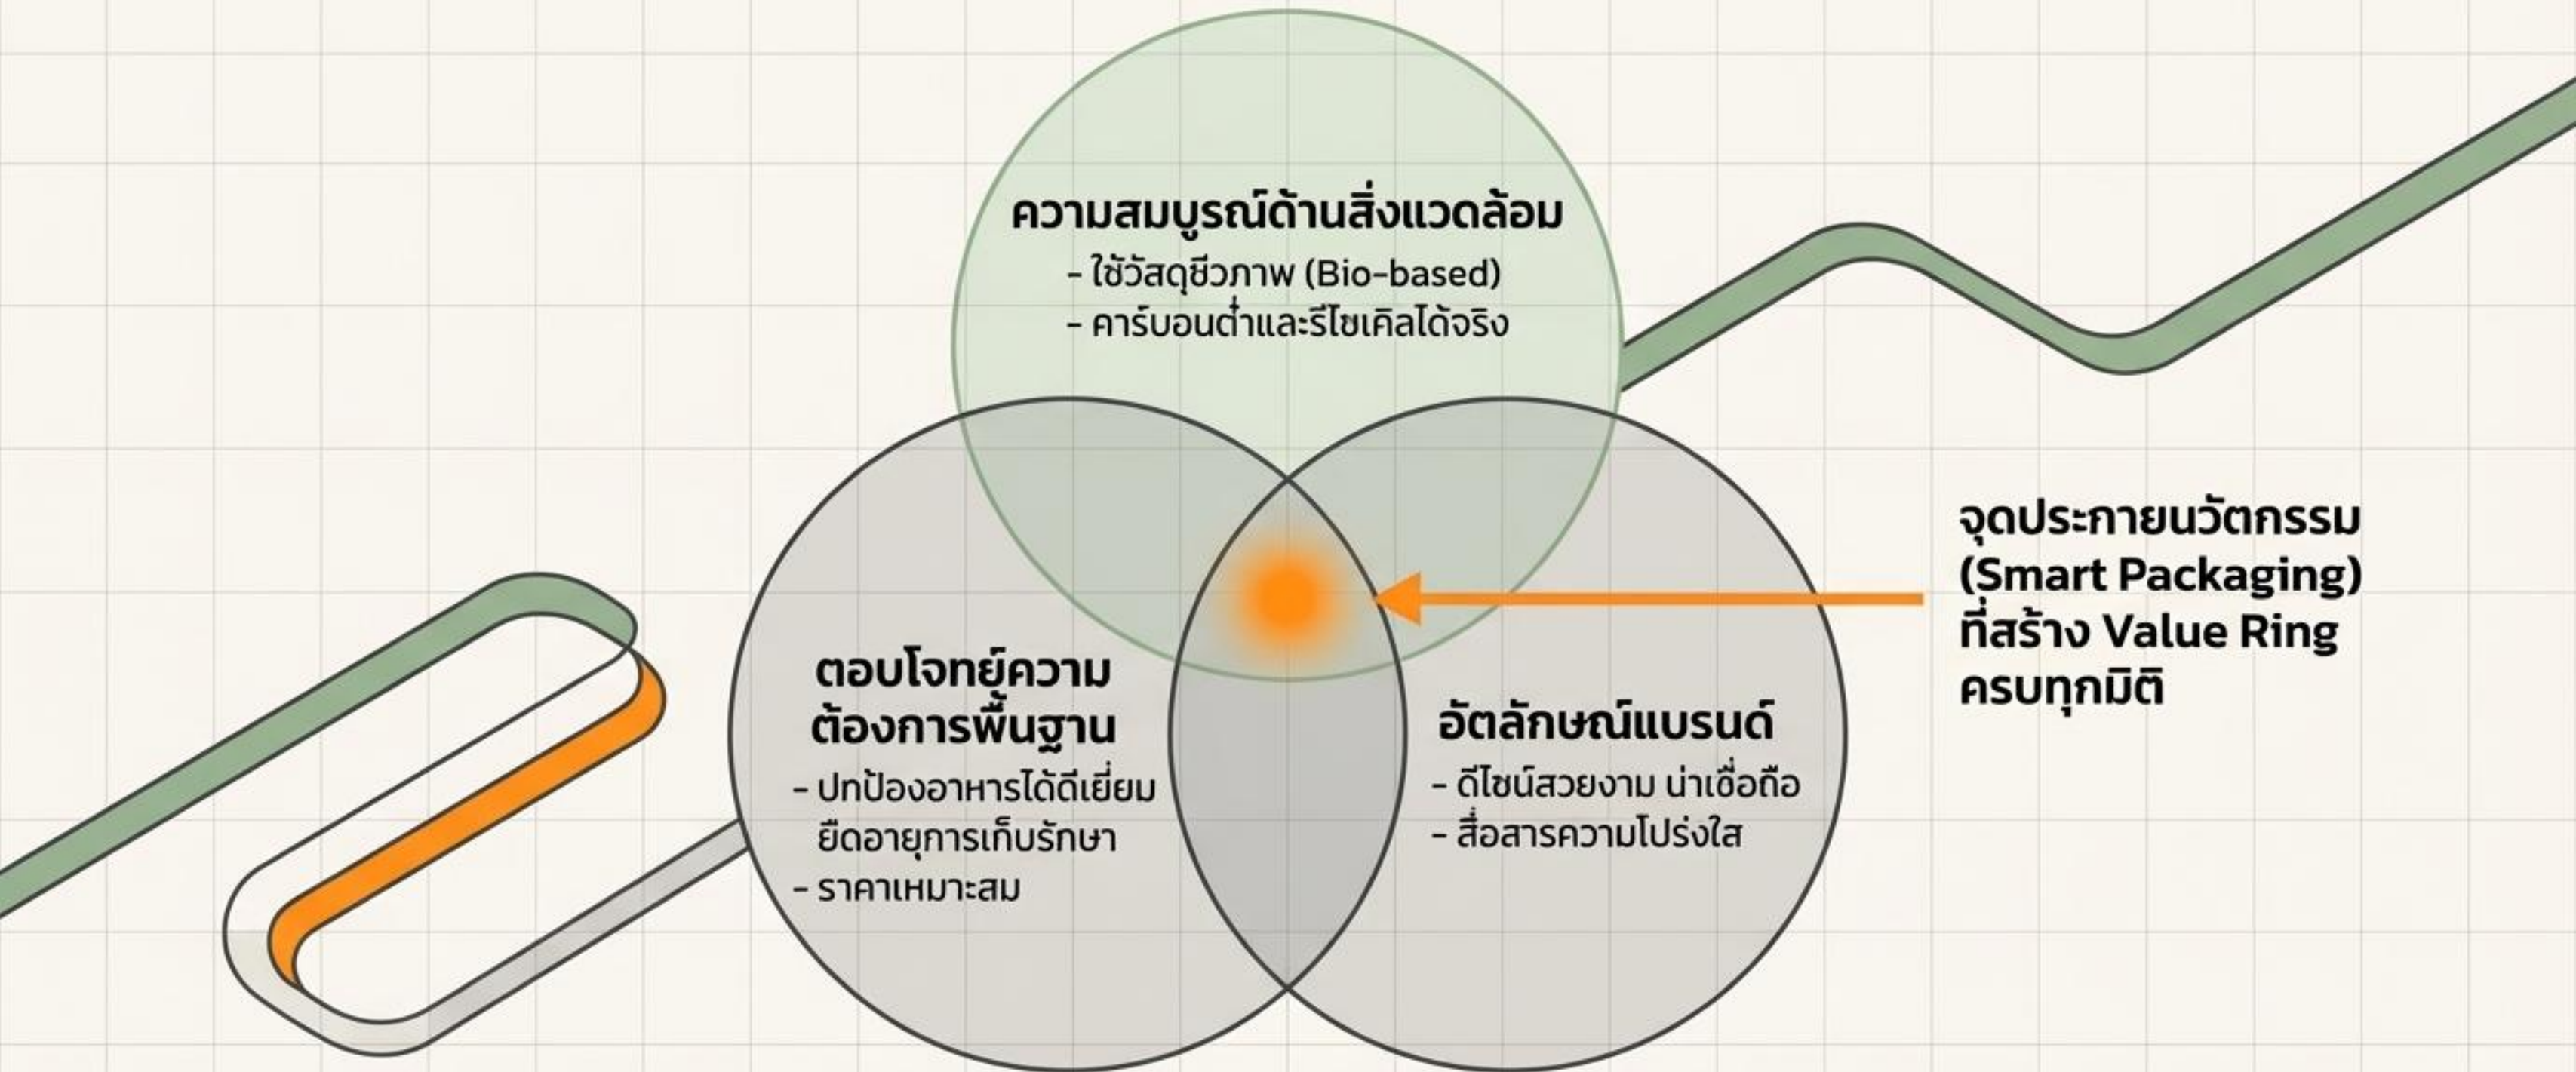 ความสมบูรณ์ด้านสิ่งแวดล้อม
- ใช้วัสดุชีวภาพ (Bio-based)
- คาร์บอนต่ำและรีไซเคิลได้จริง
จุดประกายนวัตกรรม
(Smart Packaging)
ที่สร้าง Value Ring
ครบทุกมิติ
ตอบโจทย์ความ
ต้องการพื้นฐาน
- ปกป้องอาหารได้ดีเยี่ยม
ยืดอายุการเก็บรักษา
- ราคาเหมาะสม
อัตลักษณ์แบรนด์
- ดีไซน์สวยงาม น่าเชื่อถือ
- สื่อสารความโปร่งใส